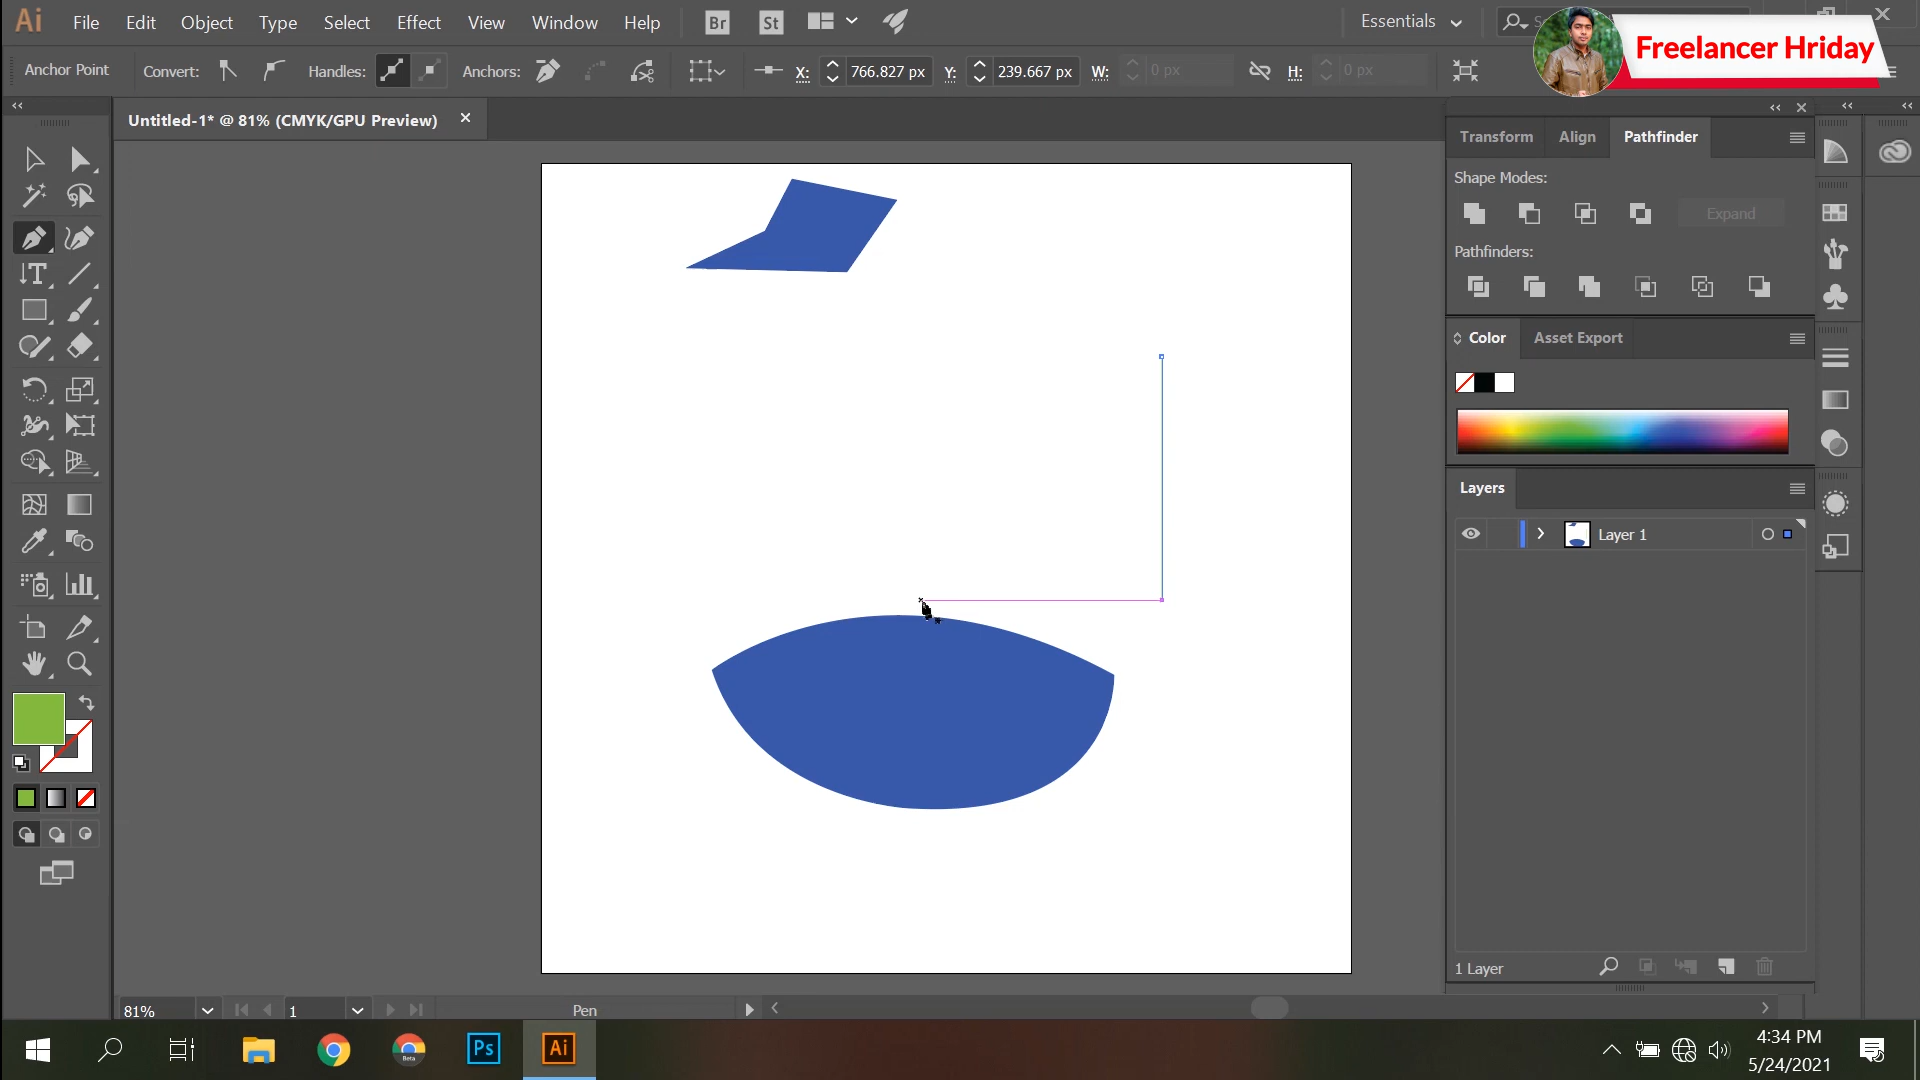 Ai File Edit Object Type Select Effect View Window Help Br St Essentials
Freelancer Hriday
Anchor Point Convert: Handles: Anchors: X: 766.827 px Y: 239.667 px W: 0 px H: 0 px
Untitled-1* @ 81% (CMYK/GPU Preview)
Transform Align Pathfinder
Shape Modes:
Expand
Pathfinders:
Color Asset Export
Layers
Layer 1
1 Layer
81% 1 Pen
Ps Ai
Beta
4:34 PM
5/24/2021